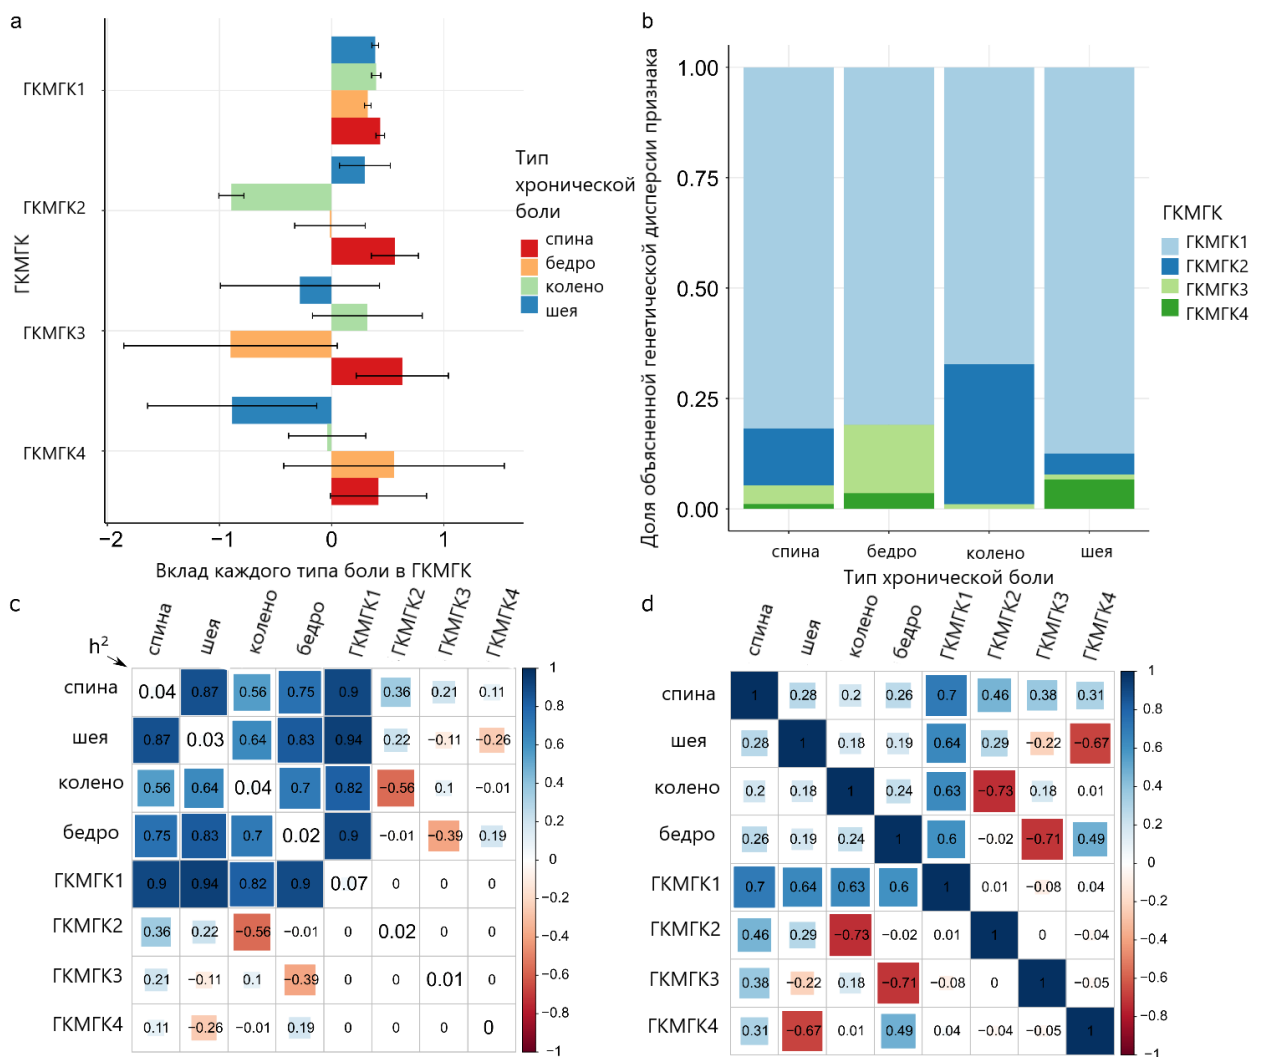 a
ГКМГК1
ГКМГК2
ГКМГК3
ГКМГК4
ГКМГК
−2
−1
0
1
Вклад каждого типа боли в ГКМГК
Тип
хронической
боли
спина
бедро
колено
шея
b
Доля объясненной генетической дисперсии признака
1.00
0.75
0.50
0.25
0.00
спина бедро колено шея
Тип хронической боли
ГКМГК
ГКМГК1
ГКМГК2
ГКМГК3
ГКМГК4
c
h²
спина шея колено бедро ГКМГК1 ГКМГК2 ГКМГК3 ГКМГК4
спина 0.04 0.87 0.56 0.75 0.9 0.36 0.21 0.11
шея 0.87 0.03 0.64 0.83 0.94 0.22 −0.11 −0.26
колено 0.56 0.64 0.04 0.7 0.82 −0.56 0.1 −0.01
бедро 0.75 0.83 0.7 0.02 0.9 −0.01 −0.39 0.19
ГКМГК1 0.9 0.94 0.82 0.9 0.07 0 0 0
ГКМГК2 0.36 0.22 −0.56 −0.01 0 0.02 0 0
ГКМГК3 0.21 −0.11 0.1 −0.39 0 0 0.01 0
ГКМГК4 0.11 −0.26 −0.01 0.19 0 0 0 0
1
0.8
0.6
0.4
0.2
0
−0.2
−0.4
−0.6
−0.8
−1
d
спина шея колено бедро ГКМГК1 ГКМГК2 ГКМГК3 ГКМГК4
спина 1 0.28 0.2 0.26 0.7 0.46 0.38 0.31
шея 0.28 1 0.18 0.19 0.64 0.29 −0.22 −0.67
колено 0.2 0.18 1 0.24 0.63 −0.73 0.18 0.01
бедро 0.26 0.19 0.24 1 0.6 −0.02 −0.71 0.49
ГКМГК1 0.7 0.64 0.63 0.6 1 0.01 −0.08 0.04
ГКМГК2 0.46 0.29 −0.73 −0.02 0.01 1 0 −0.04
ГКМГК3 0.38 −0.22 0.18 −0.71 −0.08 0 1 −0.05
ГКМГК4 0.31 −0.67 0.01 0.49 0.04 −0.04 −0.05 1
1
0.8
0.6
0.4
0.2
0
−0.2
−0.4
−0.6
−0.8
−1